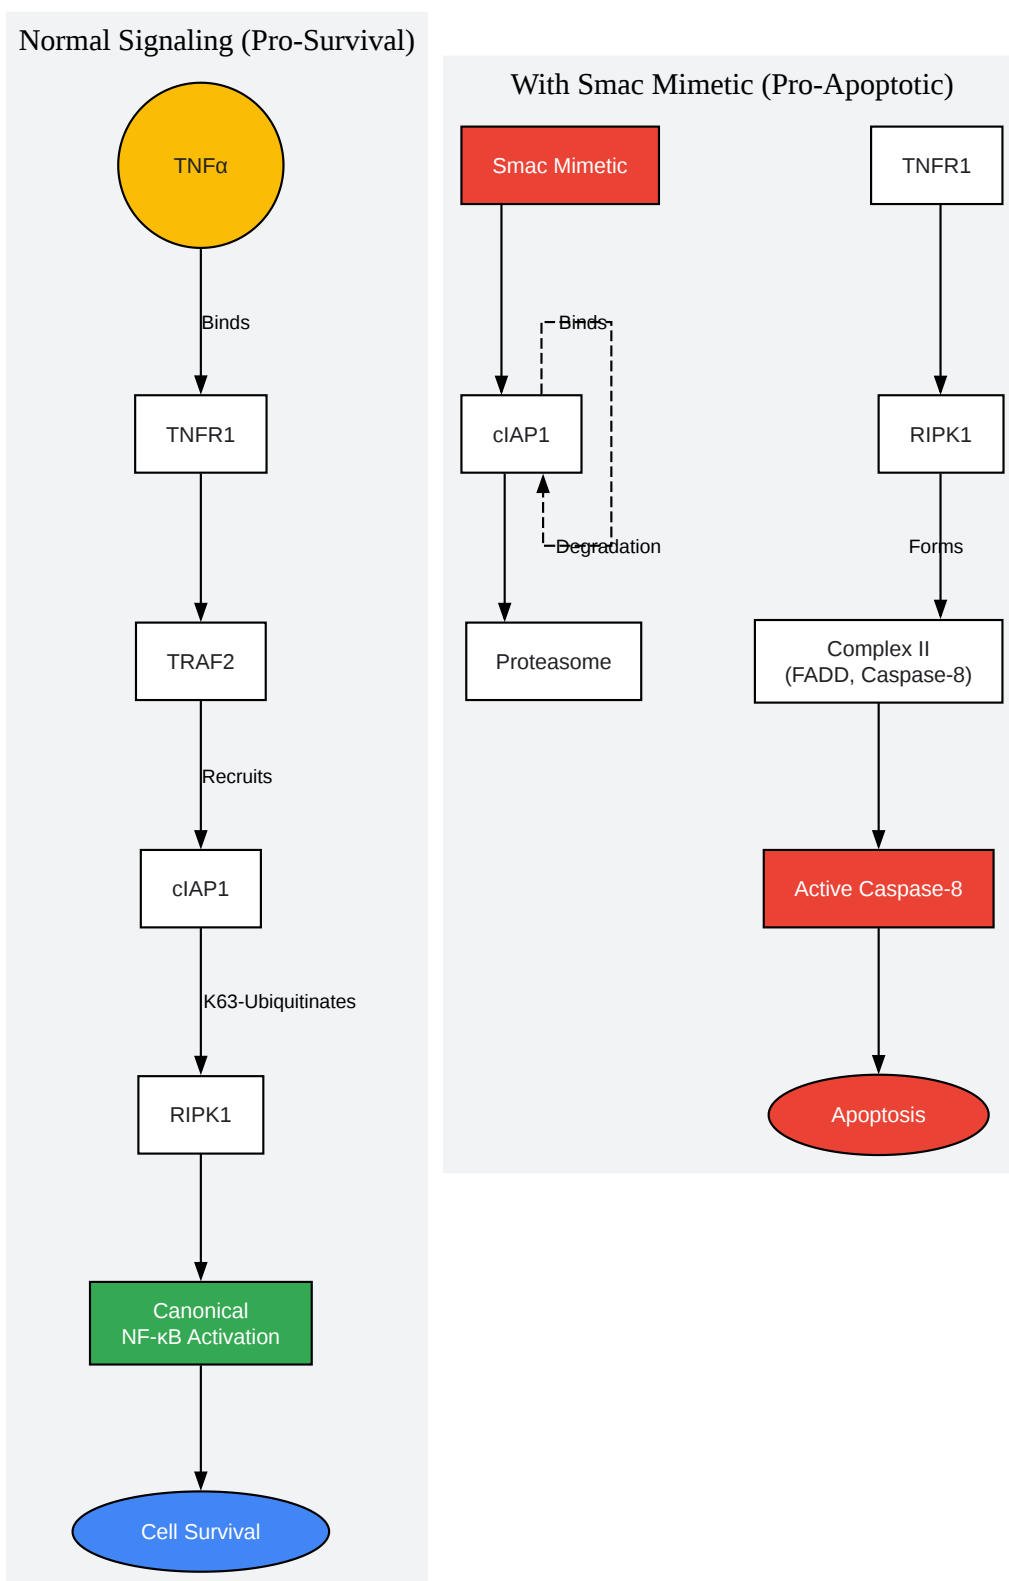 Normal Signaling (Pro-Survival)
TNFα
Binds
TNFR1
TRAF2
Recruits
cIAP1
K63-Ubiquitinates
RIPK1
Canonical
NF-κB Activation
Cell Survival
With Smac Mimetic (Pro-Apoptotic)
Smac Mimetic
Binds
cIAP1
Degradation
Proteasome
TNFR1
RIPK1
Forms
Complex II
(FADD, Caspase-8)
Active Caspase-8
Apoptosis